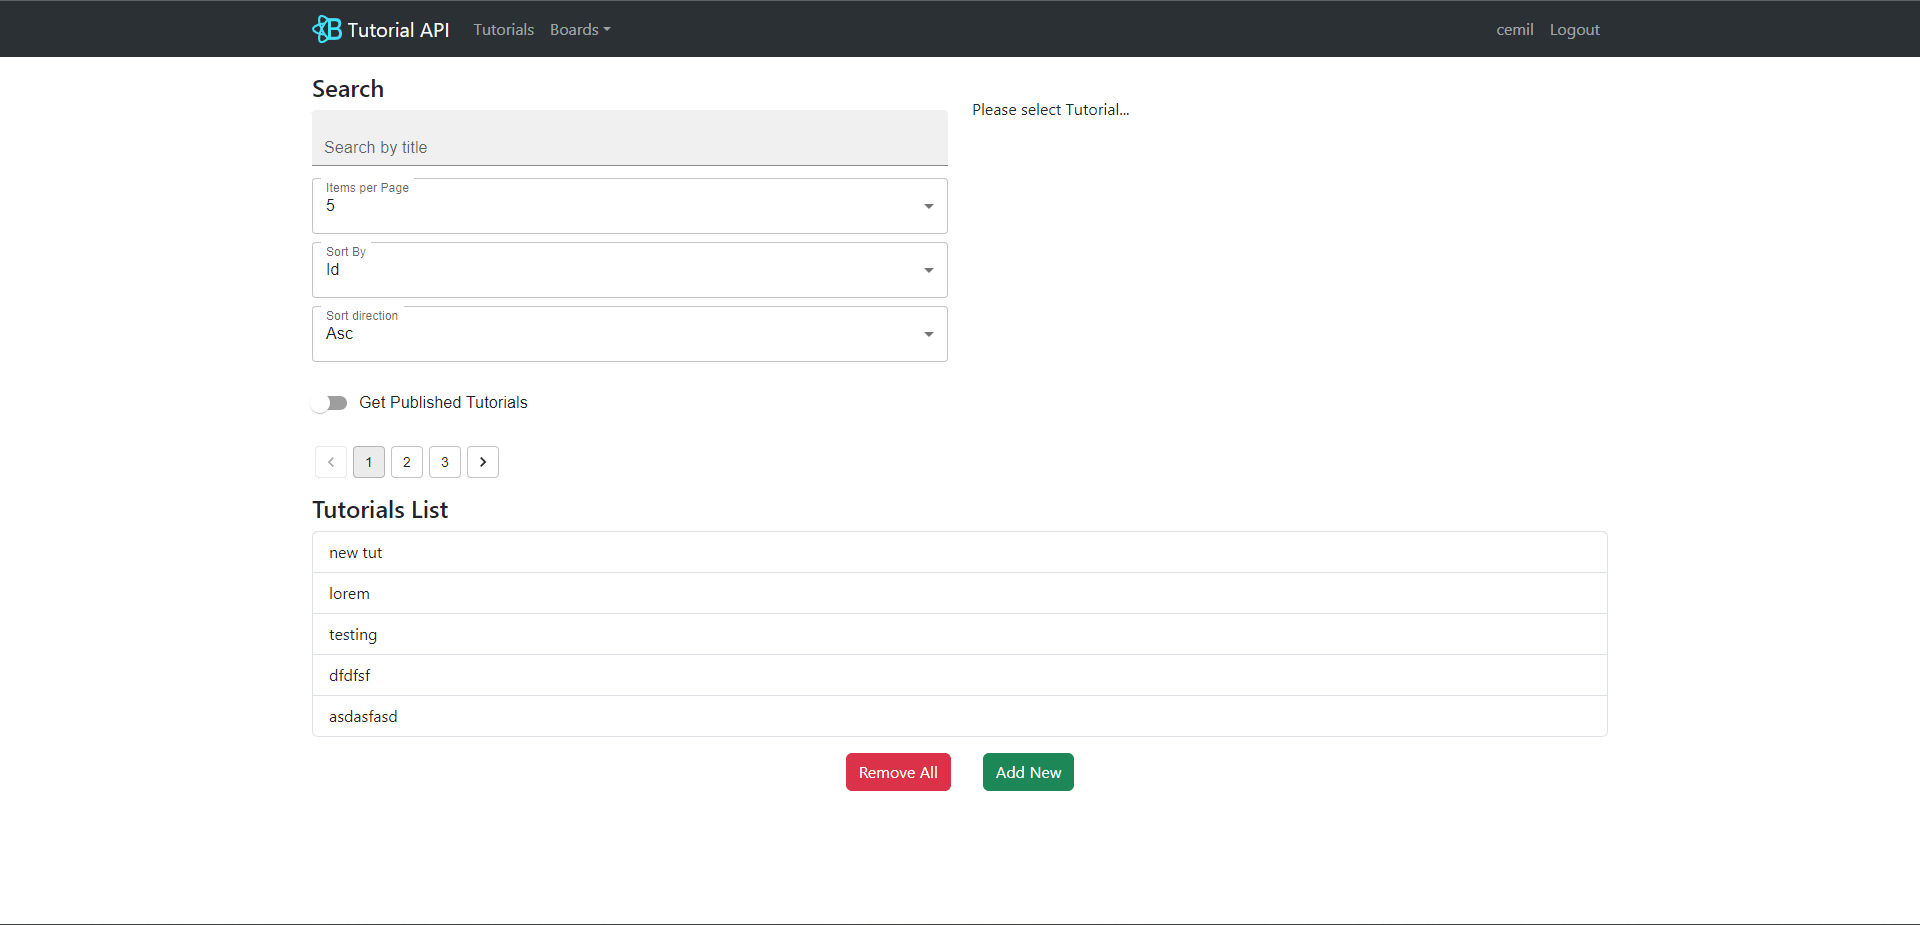 Tutorial API Tutorials Boards cemil Logout
Search
Please select Tutorial...
Search by title
Items per Page
5
Sort By
Id
Sort direction
Asc
Get Published Tutorials
1 2 3
Tutorials List
new tut
lorem
testing
dfdfsf
asdasfasd
Remove All Add New